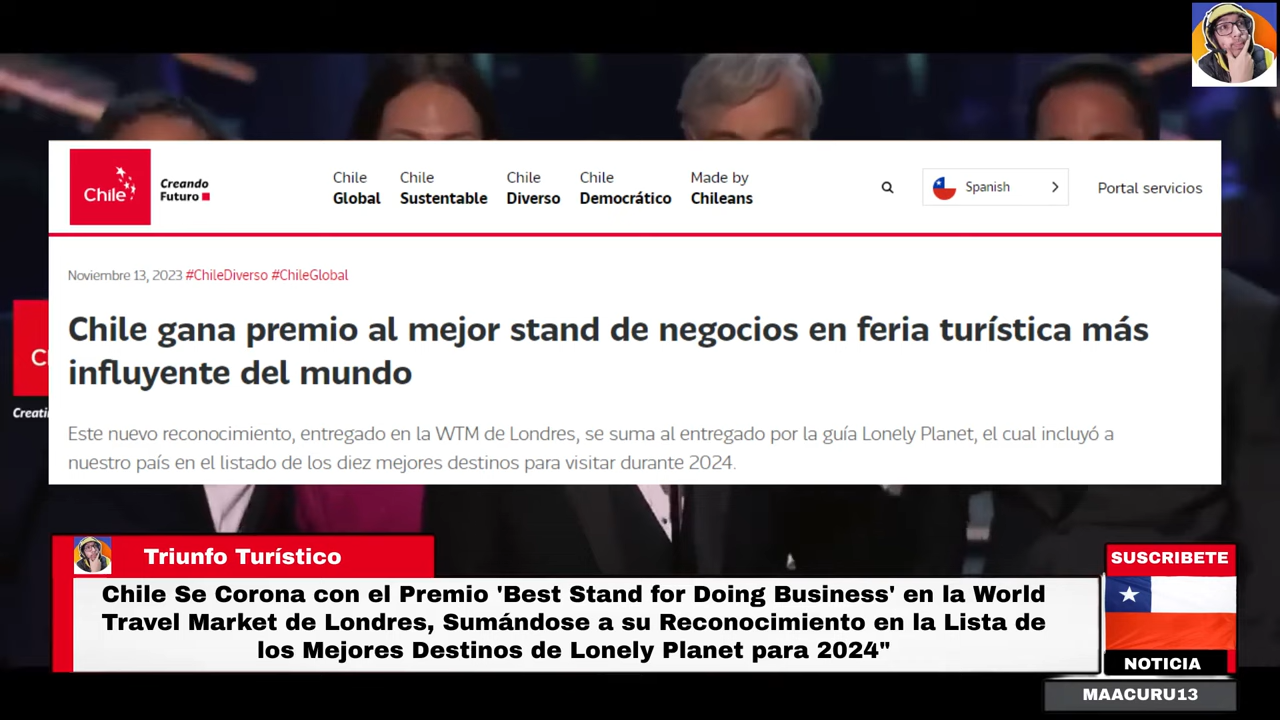 Chile
Creando
Futuro
Chile
Global
Chile
Sustentable
Chile
Diverso
Chile
Democrático
Made by
Chileans
Spanish
Portal servicios
Noviembre 13, 2023 #ChileDiverso #ChileGlobal
Chile gana premio al mejor stand de negocios en feria turística más
influyente del mundo
Este nuevo reconocimiento, entregado en la WTM de Londres, se suma al entregado por la guía Lonely Planet, el cual incluyó a
nuestro país en el listado de los diez mejores destinos para visitar durante 2024.
Triunfo Turístico
Chile Se Corona con el Premio 'Best Stand for Doing Business' en la World
Travel Market de Londres, Sumándose a su Reconocimiento en la Lista de
los Mejores Destinos de Lonely Planet para 2024"
SUSCRIBETE
NOTICIA
MAACURU13